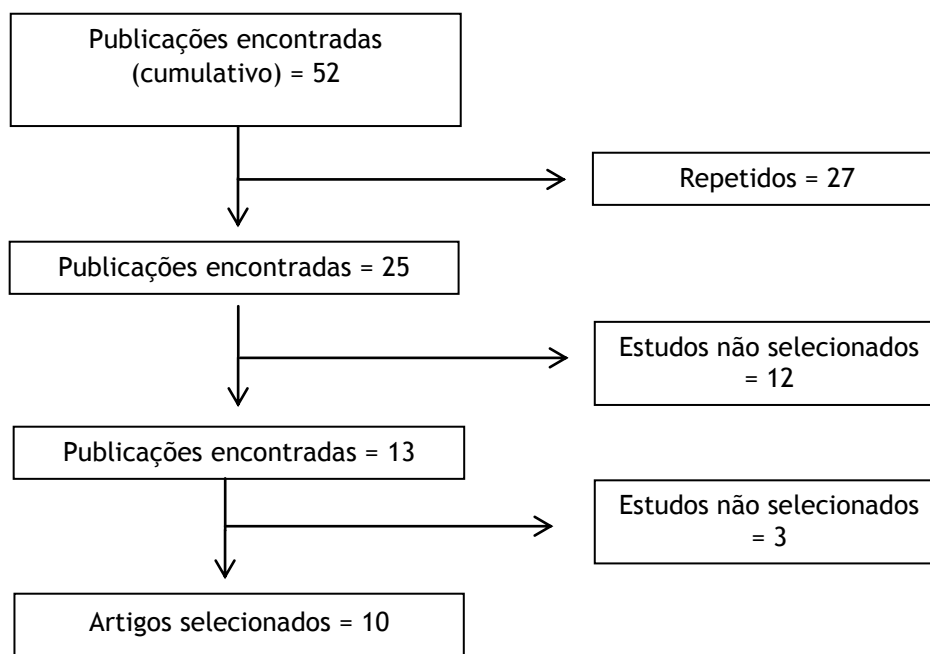 Publicações encontradas
(cumulativo) = 52
Repetidos = 27
Publicações encontradas = 25
Estudos não selecionados
= 12
Publicações encontradas = 13
Estudos não selecionados
= 3
Artigos selecionados = 10